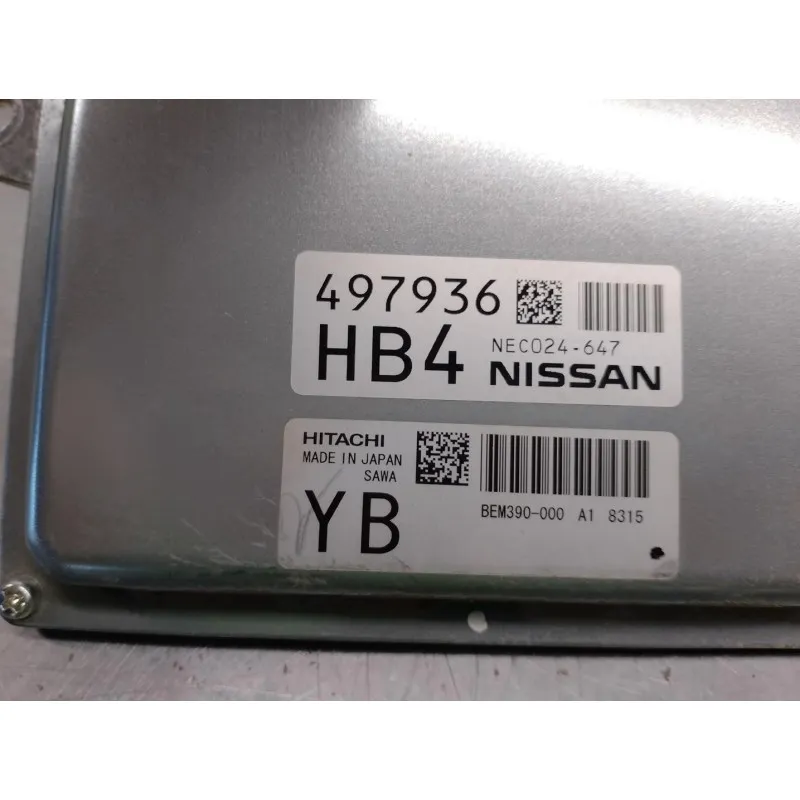 497936
NEC024-647
HB4 NISSAN
HITACHI
MADE IN JAPAN
SAWA
YB
BEM390-000 A1 8315